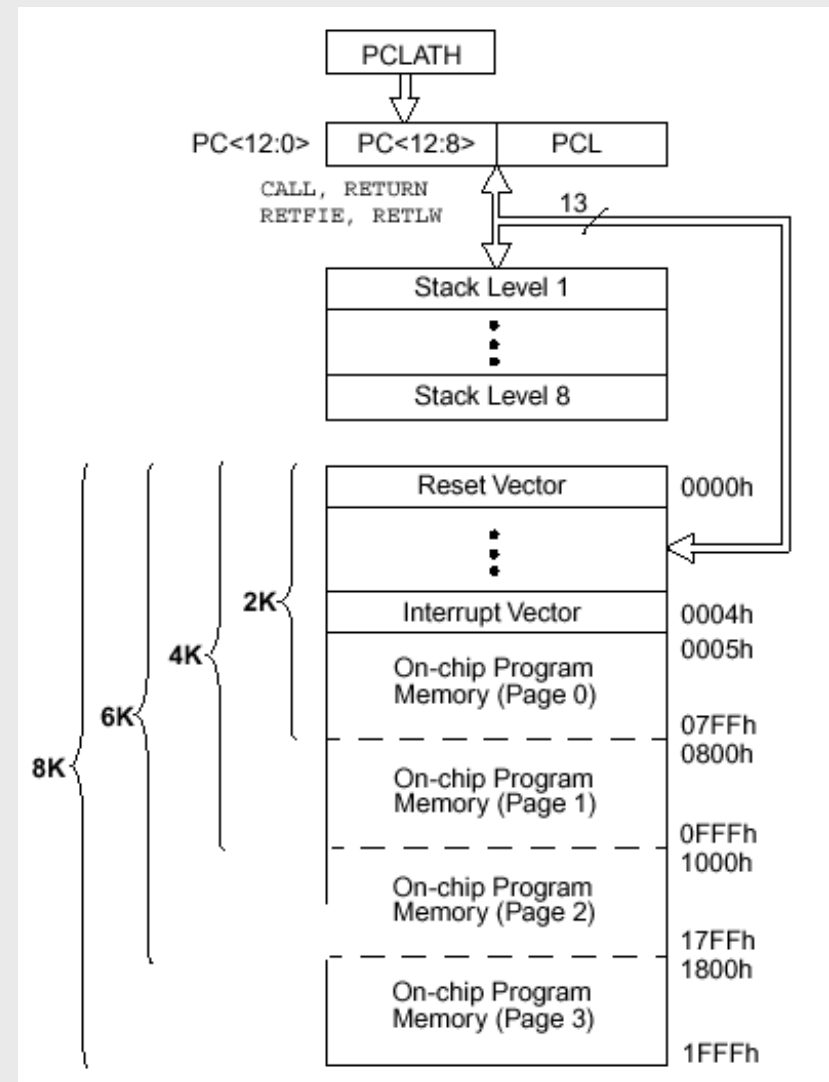 PCLATH
PC<12:0>
PC<12:8>
PCL
CALL, RETURN
RETFIE, RETLW
13
Stack Level 1
Stack Level 8
Reset Vector
0000h
2K
Interrupt Vector
0004h
0005h
4K
On-chip Program
Memory (Page 0)
6K
07FFh
0800h
8K
On-chip Program
Memory (Page 1)
0FFFh
1000h
On-chip Program
Memory (Page 2)
17FFh
1800h
On-chip Program
Memory (Page 3)
1FFFh